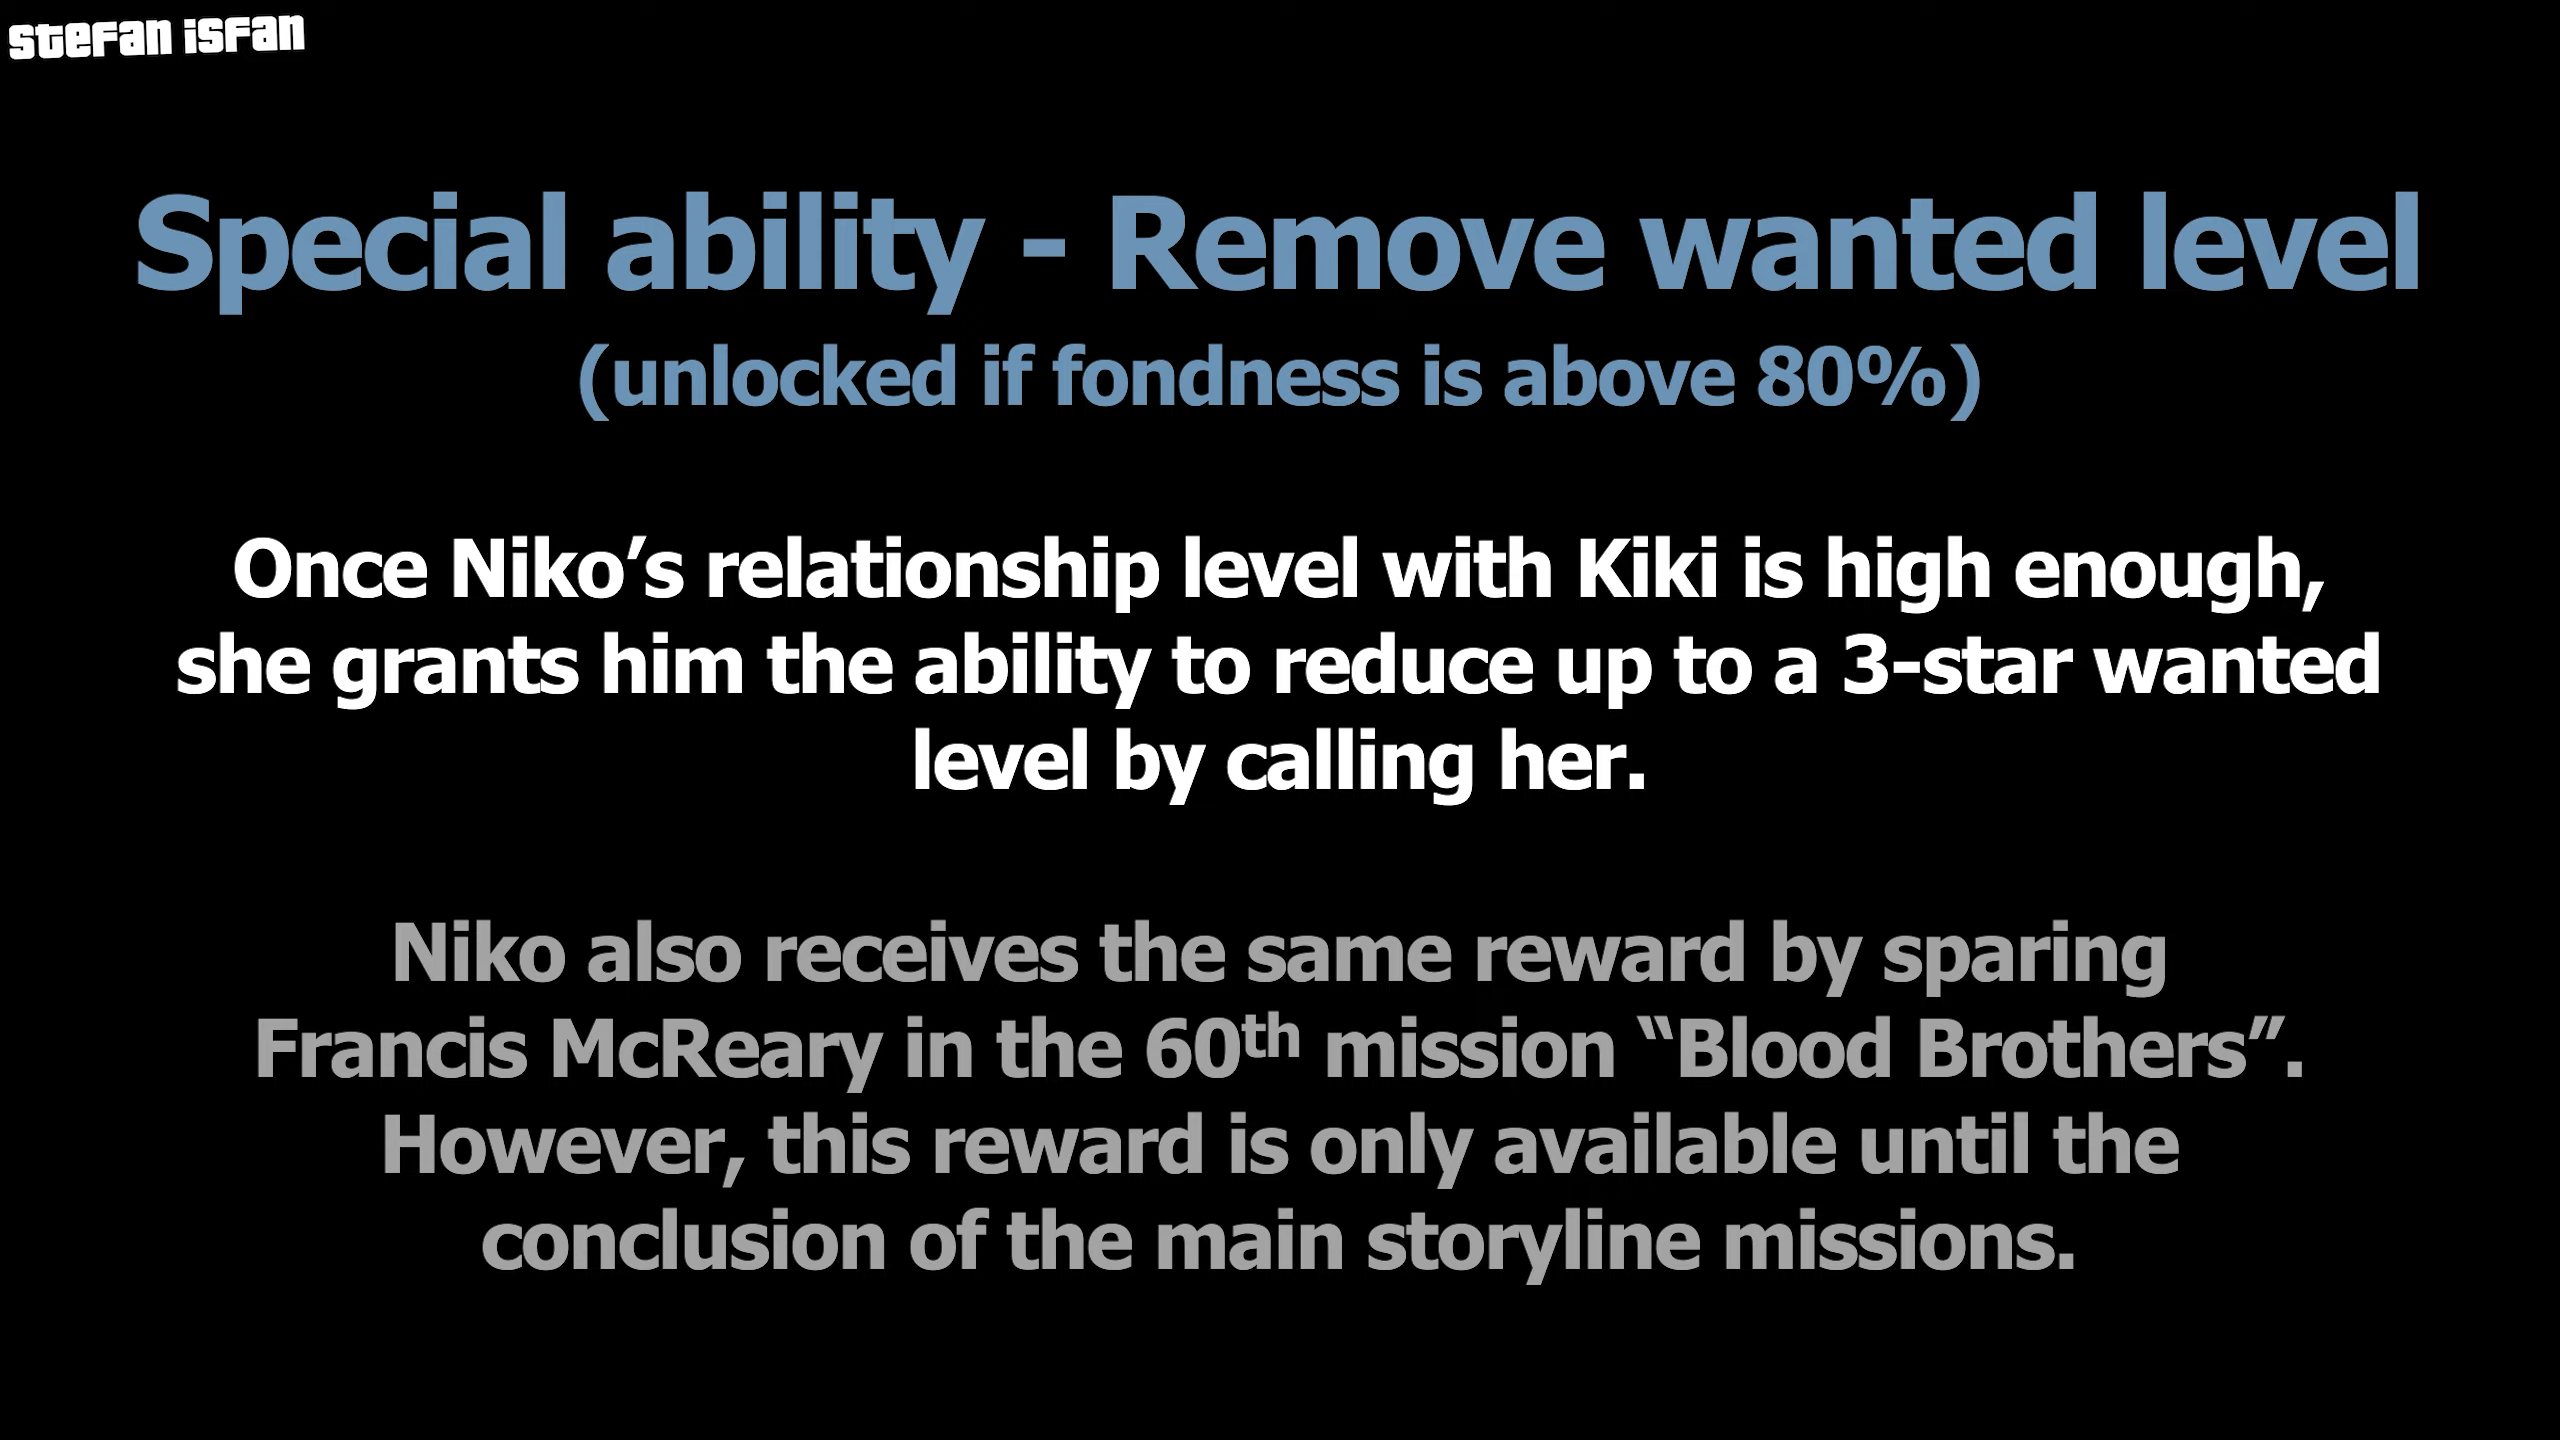 STEFAN ISFAN
Special ability - Remove wanted level
(unlocked if fondness is above 80%)
Once Niko’s relationship level with Kiki is high enough,
she grants him the ability to reduce up to a 3-star wanted
level by calling her.
Niko also receives the same reward by sparing
Francis McReary in the 60th mission “Blood Brothers”.
However, this reward is only available until the
conclusion of the main storyline missions.